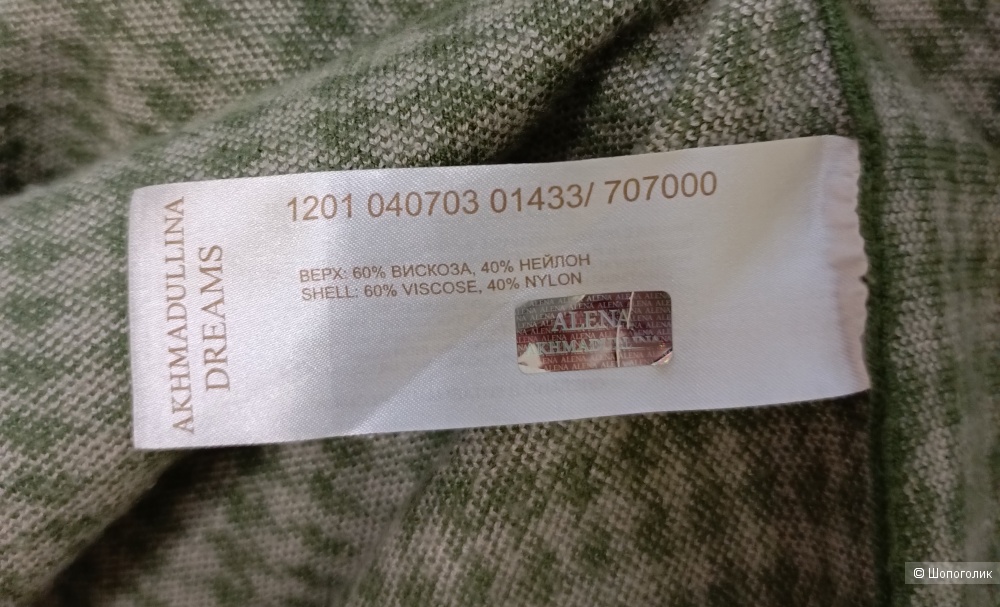 AKHMADULLINA
DREAMS
1201 040703 01433/ 707000
ВЕРХ: 60% ВИСКОЗА, 40% НЕЙЛОН
SHELL: 60% VISCOSE, 40% NYLON
ALENA
AKHMADULLINA
© Шопоголик